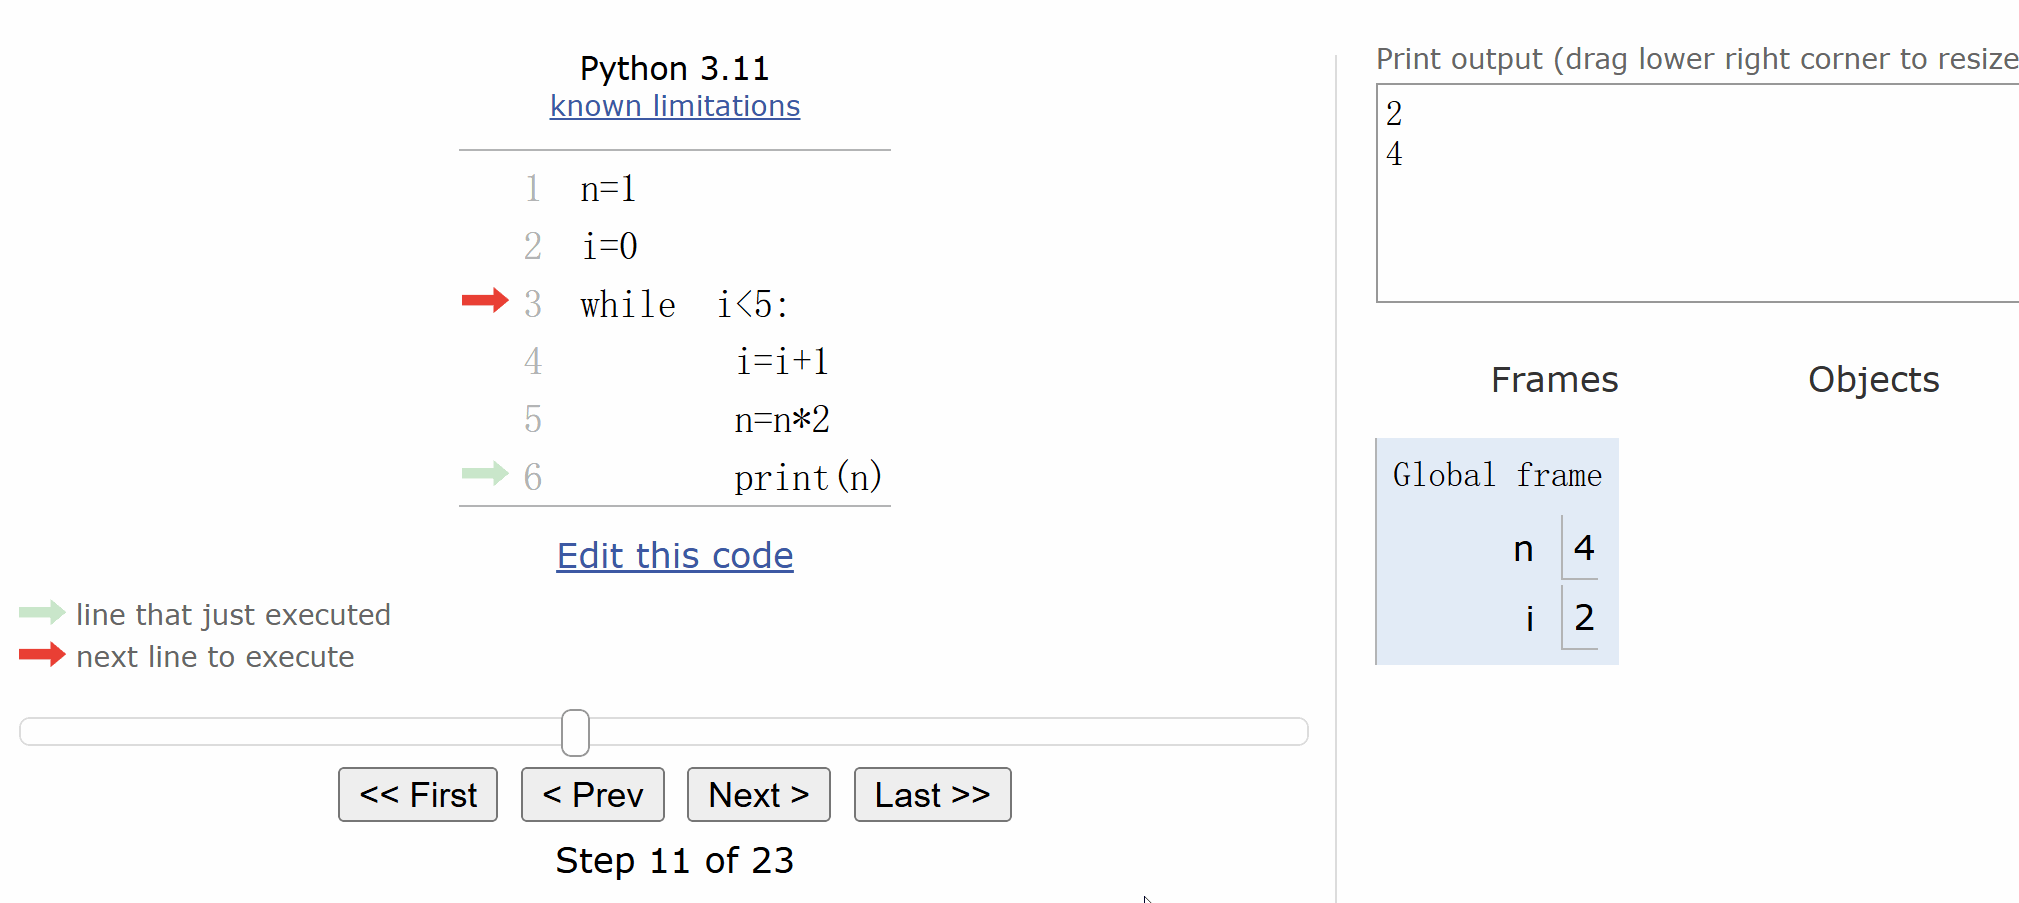 Python 3.11
known limitations
1 n=1
2 i=0
3 while  i<5:
4         i=i+1
5         n=n*2
6         print(n)
Edit this code
line that just executed
next line to execute
<< First
< Prev
Next >
Last >>
Step 11 of 23
Print output (drag lower right corner to resize
2
4
Frames
Objects
Global frame
n 4
i 2